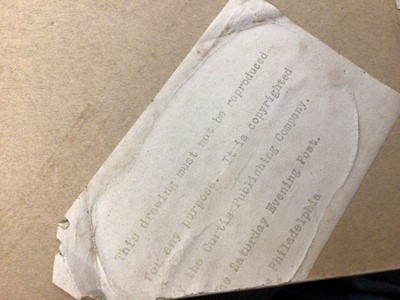 This drawing must not be reproduced
for any purpose. It is copyrighted
the Curtis Publishing Company.
Saturday Evening Post.
Philadelphia